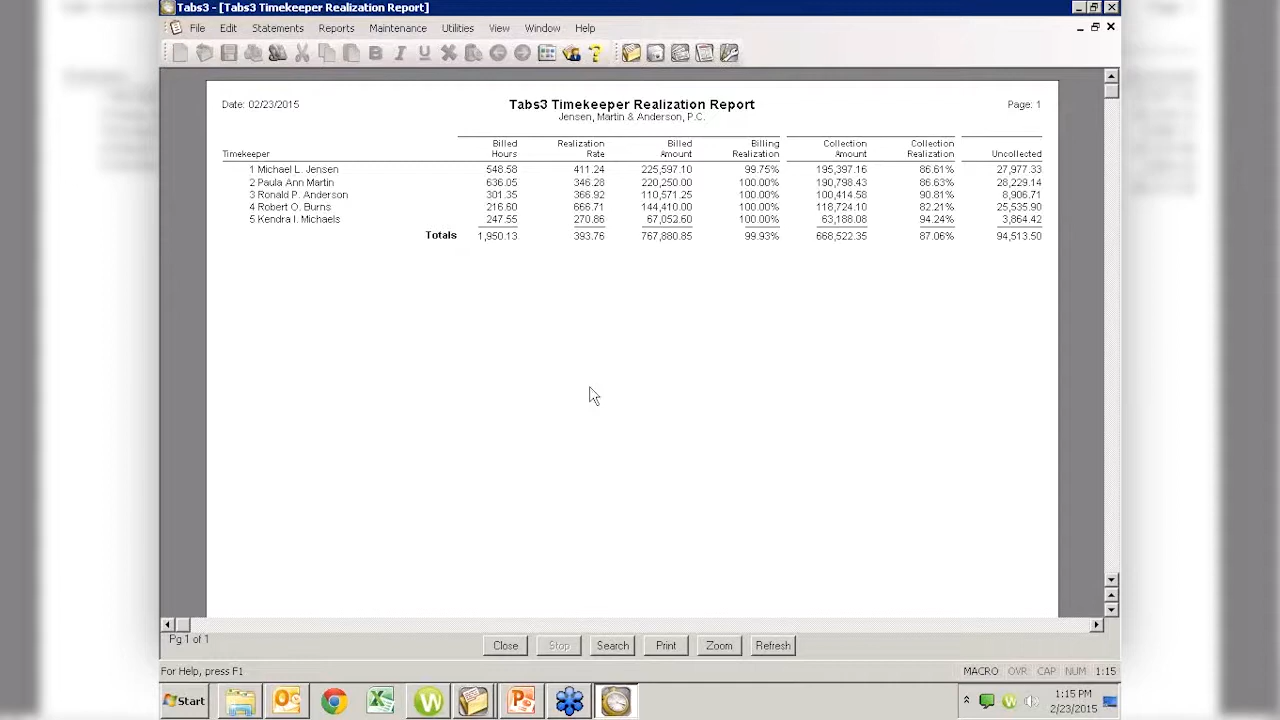 Tabs3 - [Tabs3 Timekeeper Realization Report]
File Edit Statements Reports Maintenance Utilities View Window Help
Date: 02/23/2015 Tabs3 Timekeeper Realization Report Page: 1
Jensen, Martin & Anderson, P.C.
Billed Realization Billed Billing Collection Collection
Timekeeper Hours Rate Amount Realization Amount Realization Uncollected
1 Michael L. Jensen 548.58 411.24 225,597.10 99.75% 195,397.16 86.61% 27,977.33
2 Paula Ann Martin 636.05 346.28 220,250.00 100.00% 190,798.43 86.63% 28,229.14
3 Ronald P. Anderson 301.35 366.92 110,571.25 100.00% 100,414.58 90.81% 8,906.71
4 Robert O. Burns 216.60 666.71 144,410.00 100.00% 118,724.10 82.21% 25,535.90
5 Kendra I. Michaels 247.55 270.86 67,052.60 100.00% 63,188.08 94.24% 3,864.42
Totals 1,950.13 393.76 767,880.85 99.93% 668,522.35 87.06% 94,513.50
Pg 1 of 1
Close Stop Search Print Zoom Refresh
For Help, press F1 MACRO OVR CAP NUM 1:15
Start 1:15 PM
2/23/2015